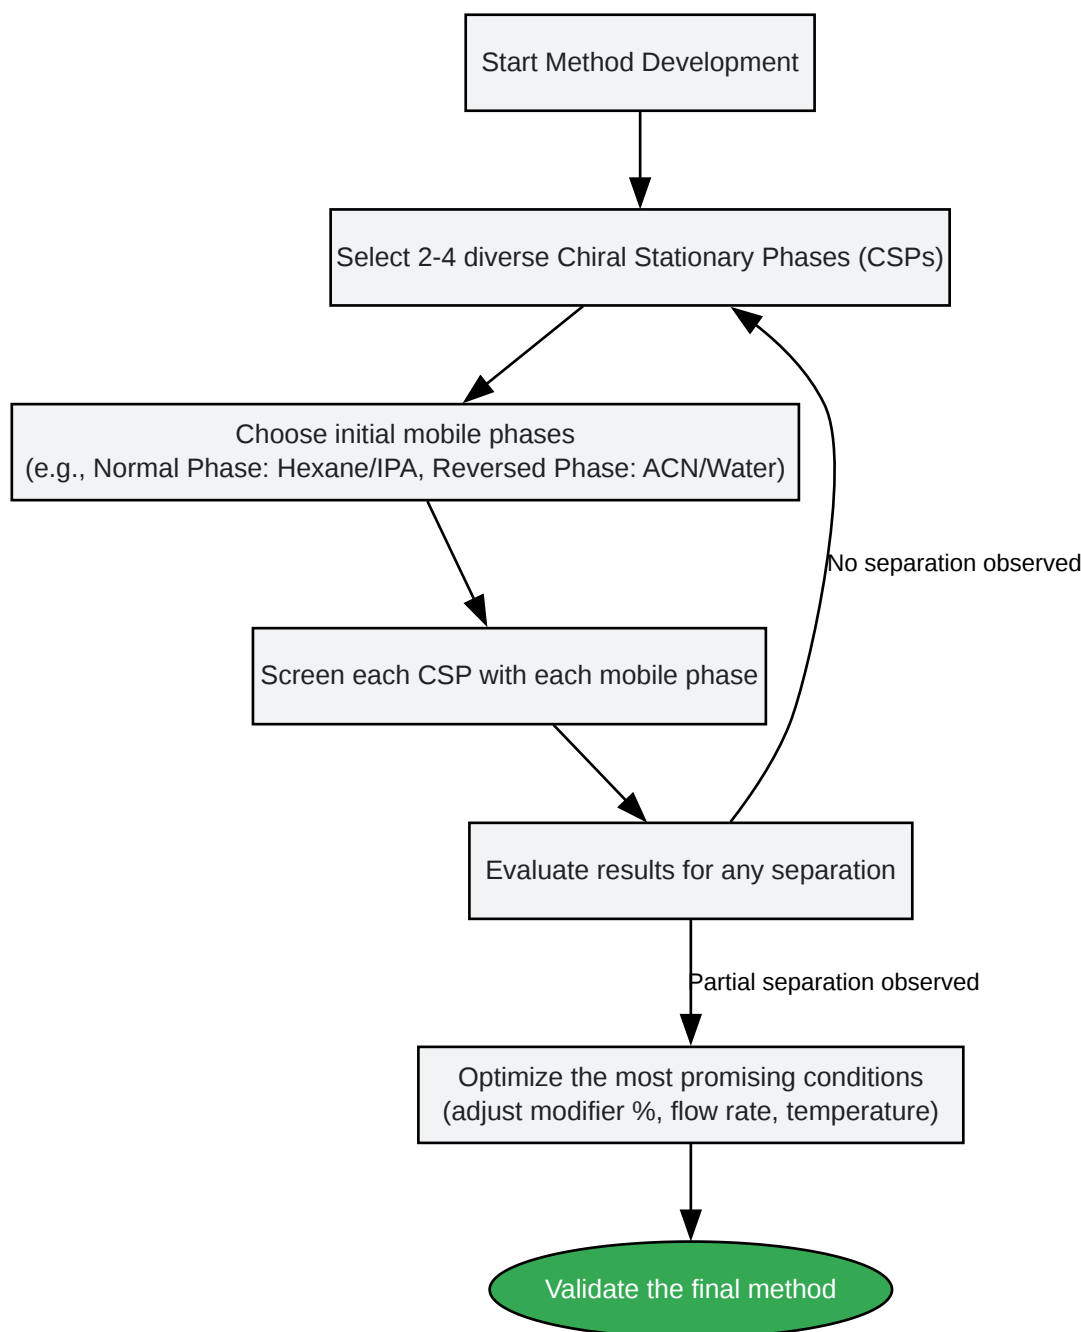 Start Method Development
Select 2-4 diverse Chiral Stationary Phases (CSPs)
Choose initial mobile phases
(e.g., Normal Phase: Hexane/IPA, Reversed Phase: ACN/Water)
No separation observed
Screen each CSP with each mobile phase
Evaluate results for any separation
Partial separation observed
Optimize the most promising conditions
(adjust modifier %, flow rate, temperature)
Validate the final method